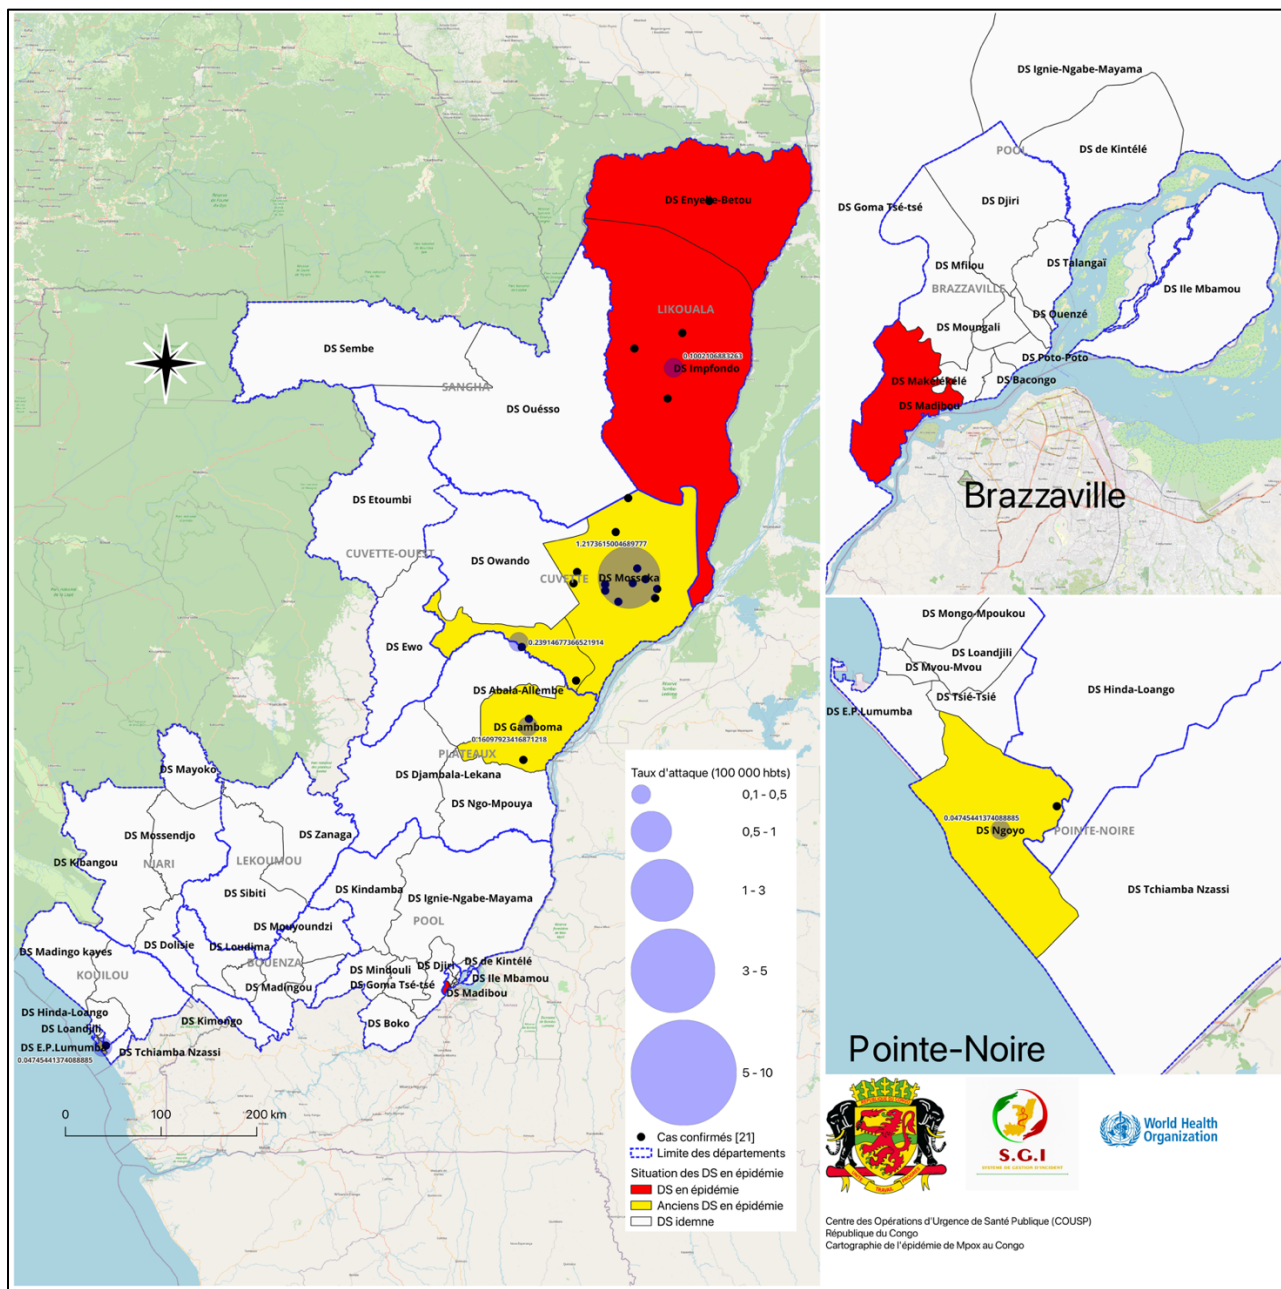 DS Enyelle-Betou
LIKOUALA
0.1002106883263
DS Impfondo
DS Sembe
SANGHA
DS Ouésso
DS Etoumbi
CUVETTE-OUEST
DS Owando
1.2173615004689777
CUVETTE
DS Mossaka
DS Ewo
0.23914677366521914
DS Abala-Allembe
DS Gamboma
0.16097923416871218
PLATEAUX
DS Djambala-Lekana
DS Ngo-Mpouya
DS Mayoko
DS Mossendjo
DS Zanaga
DS Kibangou
NIARI
LEKOUMOU
DS Sibiti
DS Kindamba
DS Ignie-Ngabe-Mayama
POOL
DS Mouyoundzi
DS Dolisie
DS Loudima
DS Madingo kayes
KOUILOU
BOUENZA
DS Madingou
DS Mindouli
DS Djiri
DS de Kintélé
DS Goma Tsé-tsé
DS Ile Mbamou
DS Madibou
DS Hinda-Loango
DS Loandjili
DS Kimongo
DS Boko
DS E.P.Lumumba
DS Tchiamba Nzassi
0.04745441374088885
0 100 200 km
Taux d'attaque (100 000 hbts)
0,1 - 0,5
0,5 - 1
1 - 3
3 - 5
5 - 10
Cas confirmés [21]
Limite des départements
Situation des DS en épidémie
DS en épidémie
Anciens DS en épidémie
DS idemne
DS Ignie-Ngabe-Mayama
POOL
DS de Kintélé
DS Goma Tsé-tsé
DS Djiri
DS Mfilou
DS Talangaï
BRAZZAVILLE
DS Ile Mbamou
DS Ouenzé
DS Moungali
DS Poto-Poto
DS Makélékélé
DS Bacongo
DS Madibou
Brazzaville
DS Mongo-Mpoukou
DS Loandjili
DS Mvou-Mvou
DS Tsié-Tsié
DS Hinda-Loango
DS E.P.Lumumba
0.04745441374088885
DS Ngoyo
POINTE-NOIRE
DS Tchiamba Nzassi
Pointe-Noire
S.G.I
SYSTEME DE GESTION D'INCIDENT
World Health
Organization
Centre des Opérations d'Urgence de Santé Publique (COUSP)
République du Congo
Cartographie de l'épidémie de Mpox au Congo